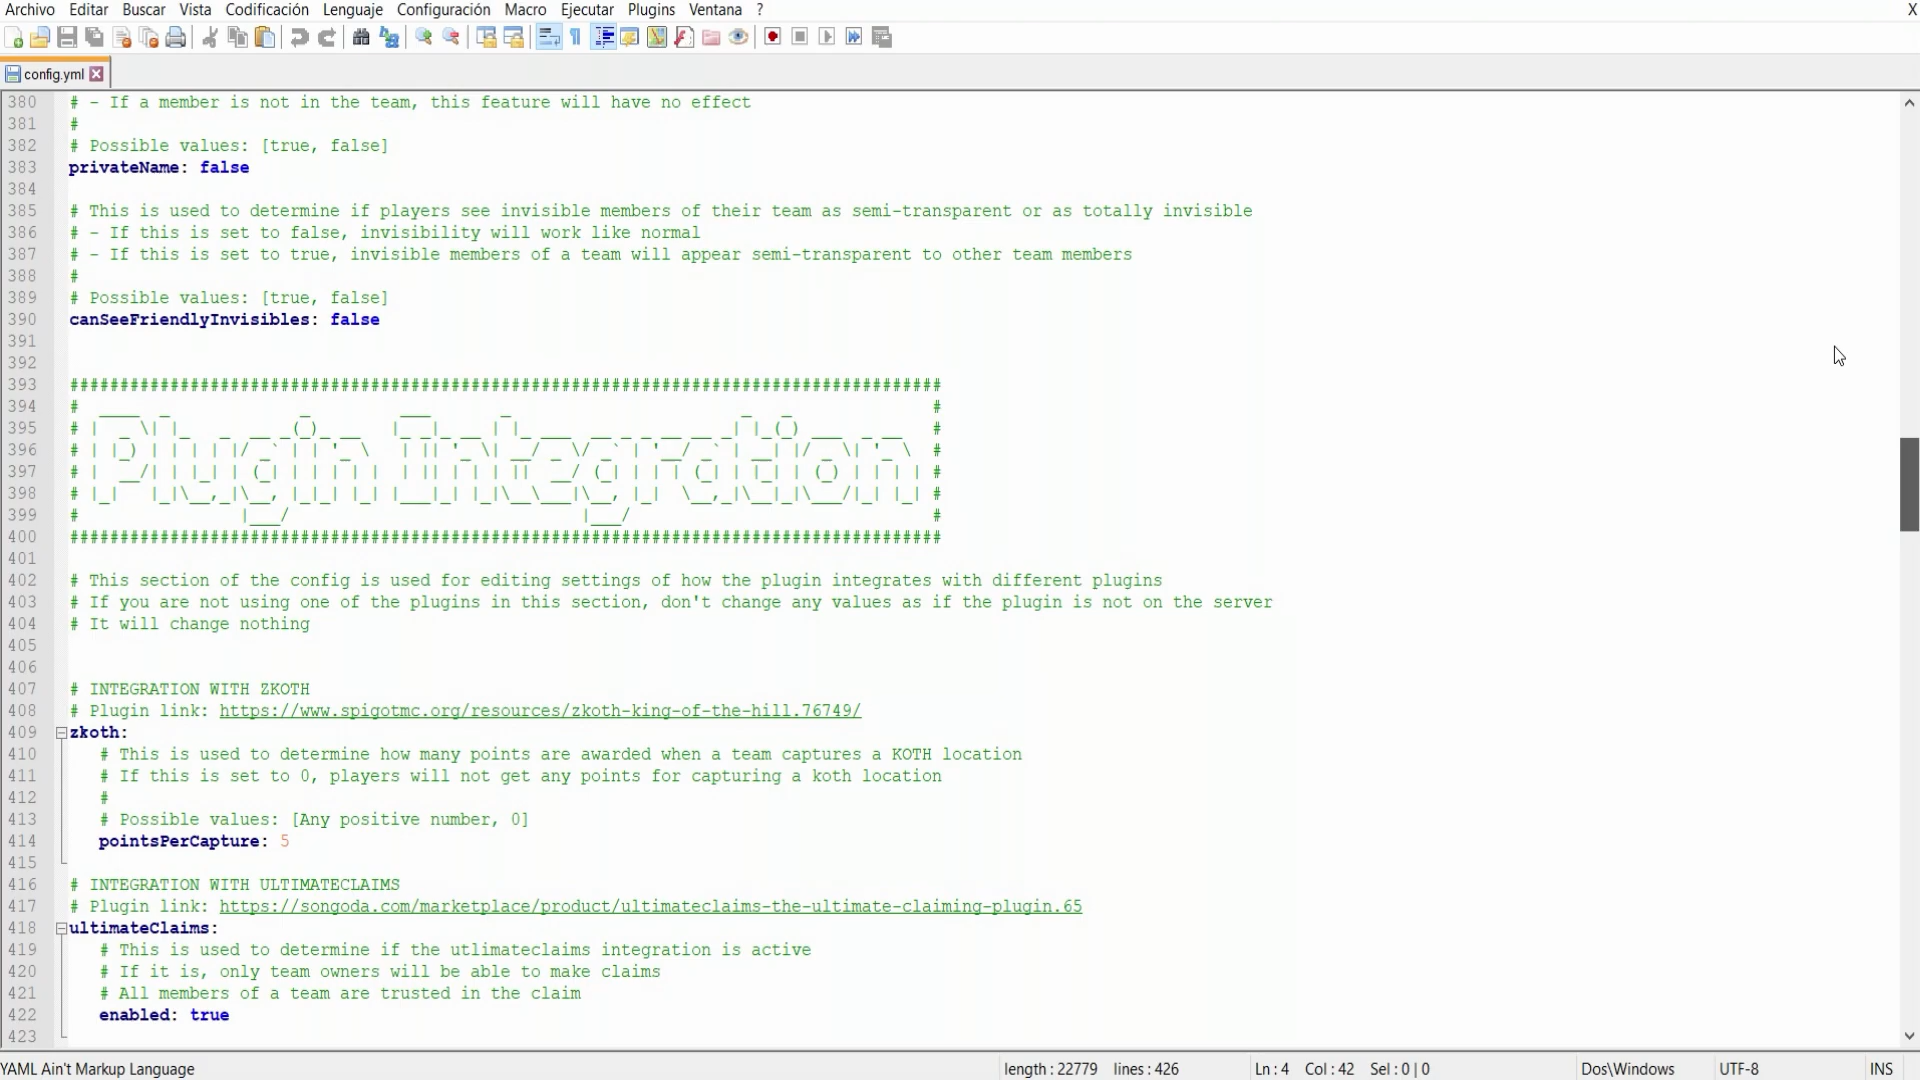 Archivo Editar Buscar Vista Codificación Lenguaje Configuración Macro Ejecutar Plugins Ventana ? X
config.yml
380 # - If a member is not in the team, this feature will have no effect
381 #
382 # Possible values: [true, false]
383 privateName: false
384
385 # This is used to determine if players see invisible members of their team as semi-transparent or as totally invisible
386 # - If this is set to false, invisibility will work like normal
387 # - If this is set to true, invisible members of a team will appear semi-transparent to other team members
388 #
389 # Possible values: [true, false]
390 canSeeFriendlyInvisibles: false
391
392
393 #######################################################################################
394 # #
395 # #
396 # Plugin Integration #
397 # #
398 # #
399 # #
400 #######################################################################################
401
402 # This section of the config is used for editing settings of how the plugin integrates with different plugins
403 # If you are not using one of the plugins in this section, don't change any values as if the plugin is not on the server
404 # It will change nothing
405
406
407 # INTEGRATION WITH ZKOTH
408 # Plugin link: https://www.spigotmc.org/resources/zkoth-king-of-the-hill.76749/
409 zkoth:
410 # This is used to determine how many points are awarded when a team captures a KOTH location
411 # If this is set to 0, players will not get any points for capturing a koth location
412 #
413 # Possible values: [Any positive number, 0]
414 pointsPerCapture: 5
415
416 # INTEGRATION WITH ULTIMATECLAIMS
417 # Plugin link: https://songoda.com/marketplace/product/ultimateclaims-the-ultimate-claiming-plugin.65
418 ultimateClaims:
419 # This is used to determine if the utlimateclaims integration is active
420 # If it is, only team owners will be able to make claims
421 # All members of a team are trusted in the claim
422 enabled: true
423
YAML Ain't Markup Language length : 22779 lines : 426 Ln : 4 Col : 42 Sel : 0 | 0 Dos\Windows UTF-8 INS